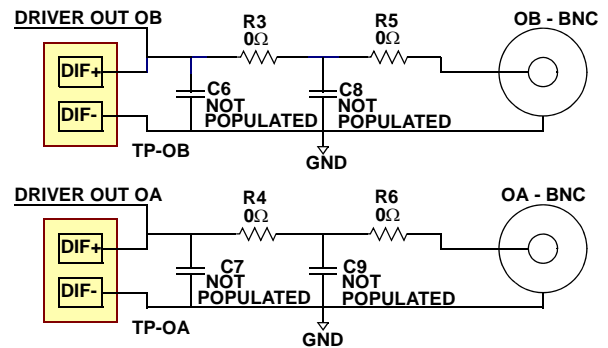 DRIVER OUT OB
R3
0Ω
R5
0Ω
OB - BNC
DIF+
DIF-
C6
NOT
POPULATED
C8
NOT
POPULATED
TP-OB
GND
DRIVER OUT OA
R4
0Ω
R6
0Ω
OA - BNC
DIF+
DIF-
C7
NOT
POPULATED
C9
NOT
POPULATED
TP-OA
GND